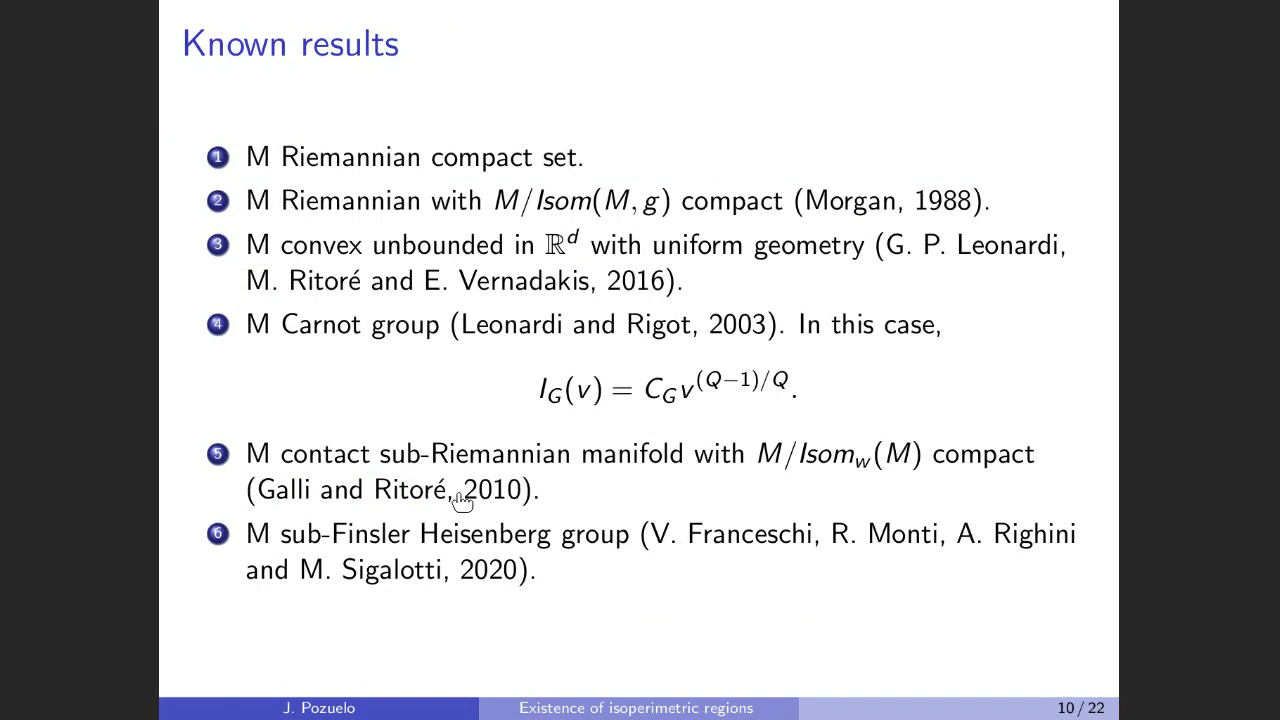 Known results
1 M Riemannian compact set.
2 M Riemannian with M/Isom(M, g) compact (Morgan, 1988).
3 M convex unbounded in ℝᵈ with uniform geometry (G. P. Leonardi,
M. Ritoré and E. Vernadakis, 2016).
4 M Carnot group (Leonardi and Rigot, 2003). In this case,
I_G(v) = C_G v^{(Q−1)/Q}.
5 M contact sub-Riemannian manifold with M/Isom_w(M) compact
(Galli and Ritoré, 2010).
6 M sub-Finsler Heisenberg group (V. Franceschi, R. Monti, A. Righini
and M. Sigalotti, 2020).
J. Pozuelo Existence of isoperimetric regions 10 / 22